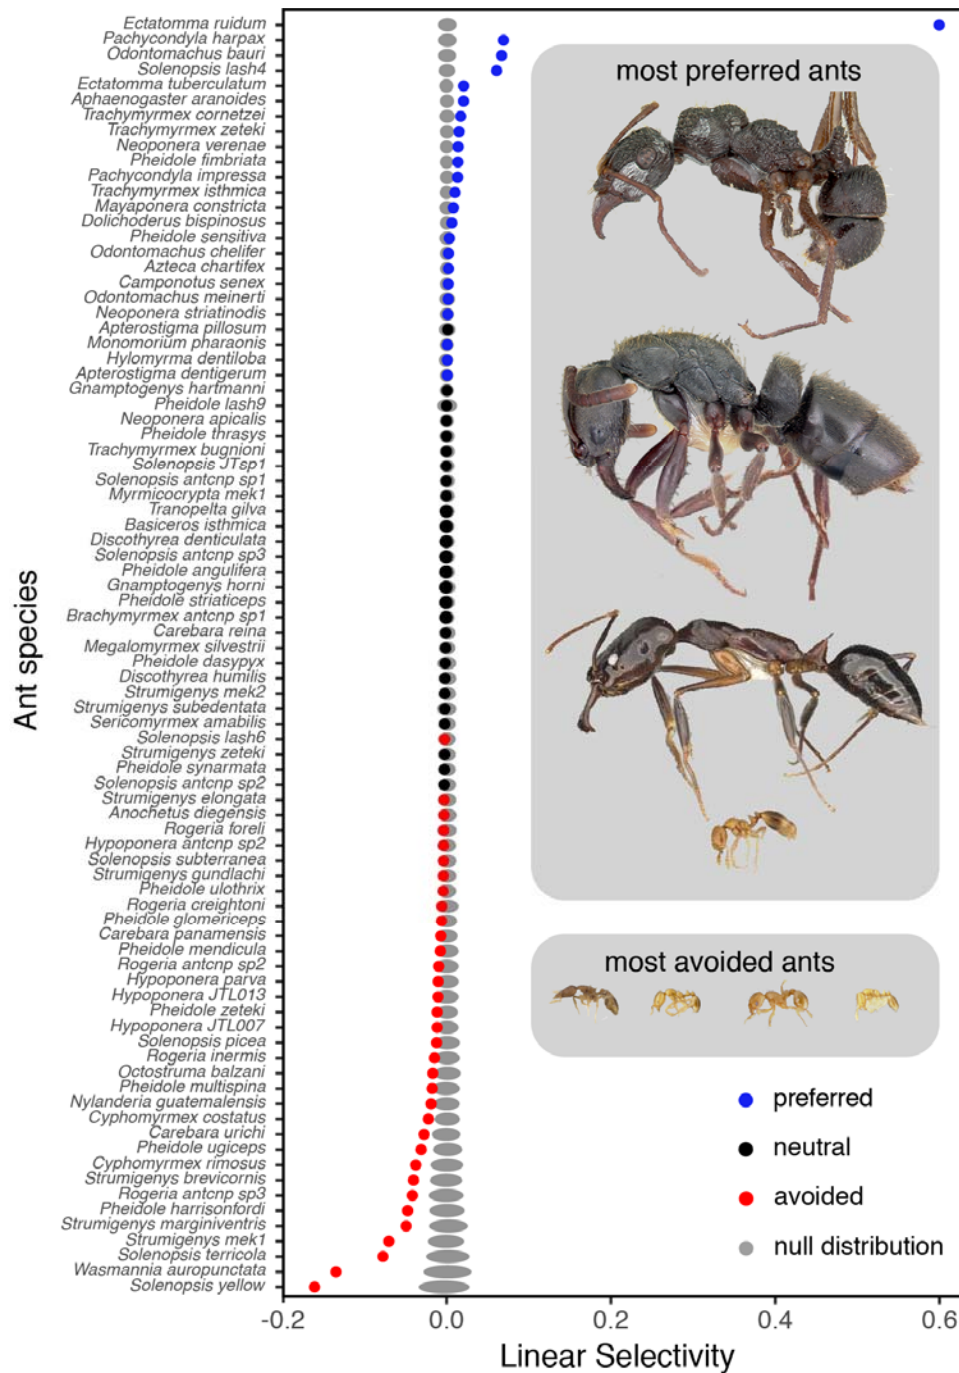 Ant species
Ectatomma ruidum
Pachycondyla harpax
Odontomachus bauri
Solenopsis lash4
Ectatomma tuberculatum
Aphaenogaster aranoides
Trachymyrmex cornetzei
Trachymyrmex zeteki
Neoponera verenae
Pheidole fimbriata
Pachycondyla impressa
Trachymyrmex isthmica
Mayaponera constricta
Dolichoderus bispinosus
Pheidole sensitiva
Odontomachus chelifer
Azteca chartifex
Camponotus senex
Odontomachus meinerti
Neoponera striatinodis
Apterostigma pillosum
Monomorium pharaonis
Hylomyrma dentiloba
Apterostigma dentigerum
Gnamptogenys hartmanni
Pheidole lash9
Neoponera apicalis
Pheidole thrasys
Trachymyrmex bugnioni
Solenopsis JTsp1
Solenopsis antcnp sp1
Myrmicocrypta mek1
Tranopelta gilva
Basiceros isthmica
Discothyrea denticulata
Solenopsis antcnp sp3
Pheidole angulifera
Gnamptogenys horni
Pheidole striaticeps
Brachymyrmex antcnp sp1
Carebara reina
Megalomyrmex silvestrii
Pheidole dasypyx
Discothyrea humilis
Strumigenys mek2
Strumigenys subedentata
Sericomyrmex amabilis
Solenopsis lash6
Strumigenys zeteki
Pheidole synarmata
Solenopsis antcnp sp2
Strumigenys elongata
Anochetus diegensis
Rogeria foreli
Hypoponera antcnp sp2
Solenopsis subterranea
Strumigenys gundlachi
Pheidole ulothrix
Rogeria creightoni
Pheidole glomericeps
Carebara panamensis
Pheidole mendicula
Rogeria antcnp sp2
Hypoponera parva
Hypoponera JTL013
Pheidole zeteki
Hypoponera JTL007
Solenopsis picea
Rogeria inermis
Octostruma balzani
Pheidole multispina
Nylanderia guatemalensis
Cyphomyrmex costatus
Carebara urichi
Pheidole ugiceps
Cyphomyrmex rimosus
Strumigenys brevicornis
Rogeria antcnp sp3
Pheidole harrisonfordi
Strumigenys marginiventris
Strumigenys mek1
Solenopsis terricola
Wasmannia auropunctata
Solenopsis yellow
most preferred ants
most avoided ants
preferred
neutral
avoided
null distribution
-0.2 0.0 0.2 0.4 0.6
Linear Selectivity